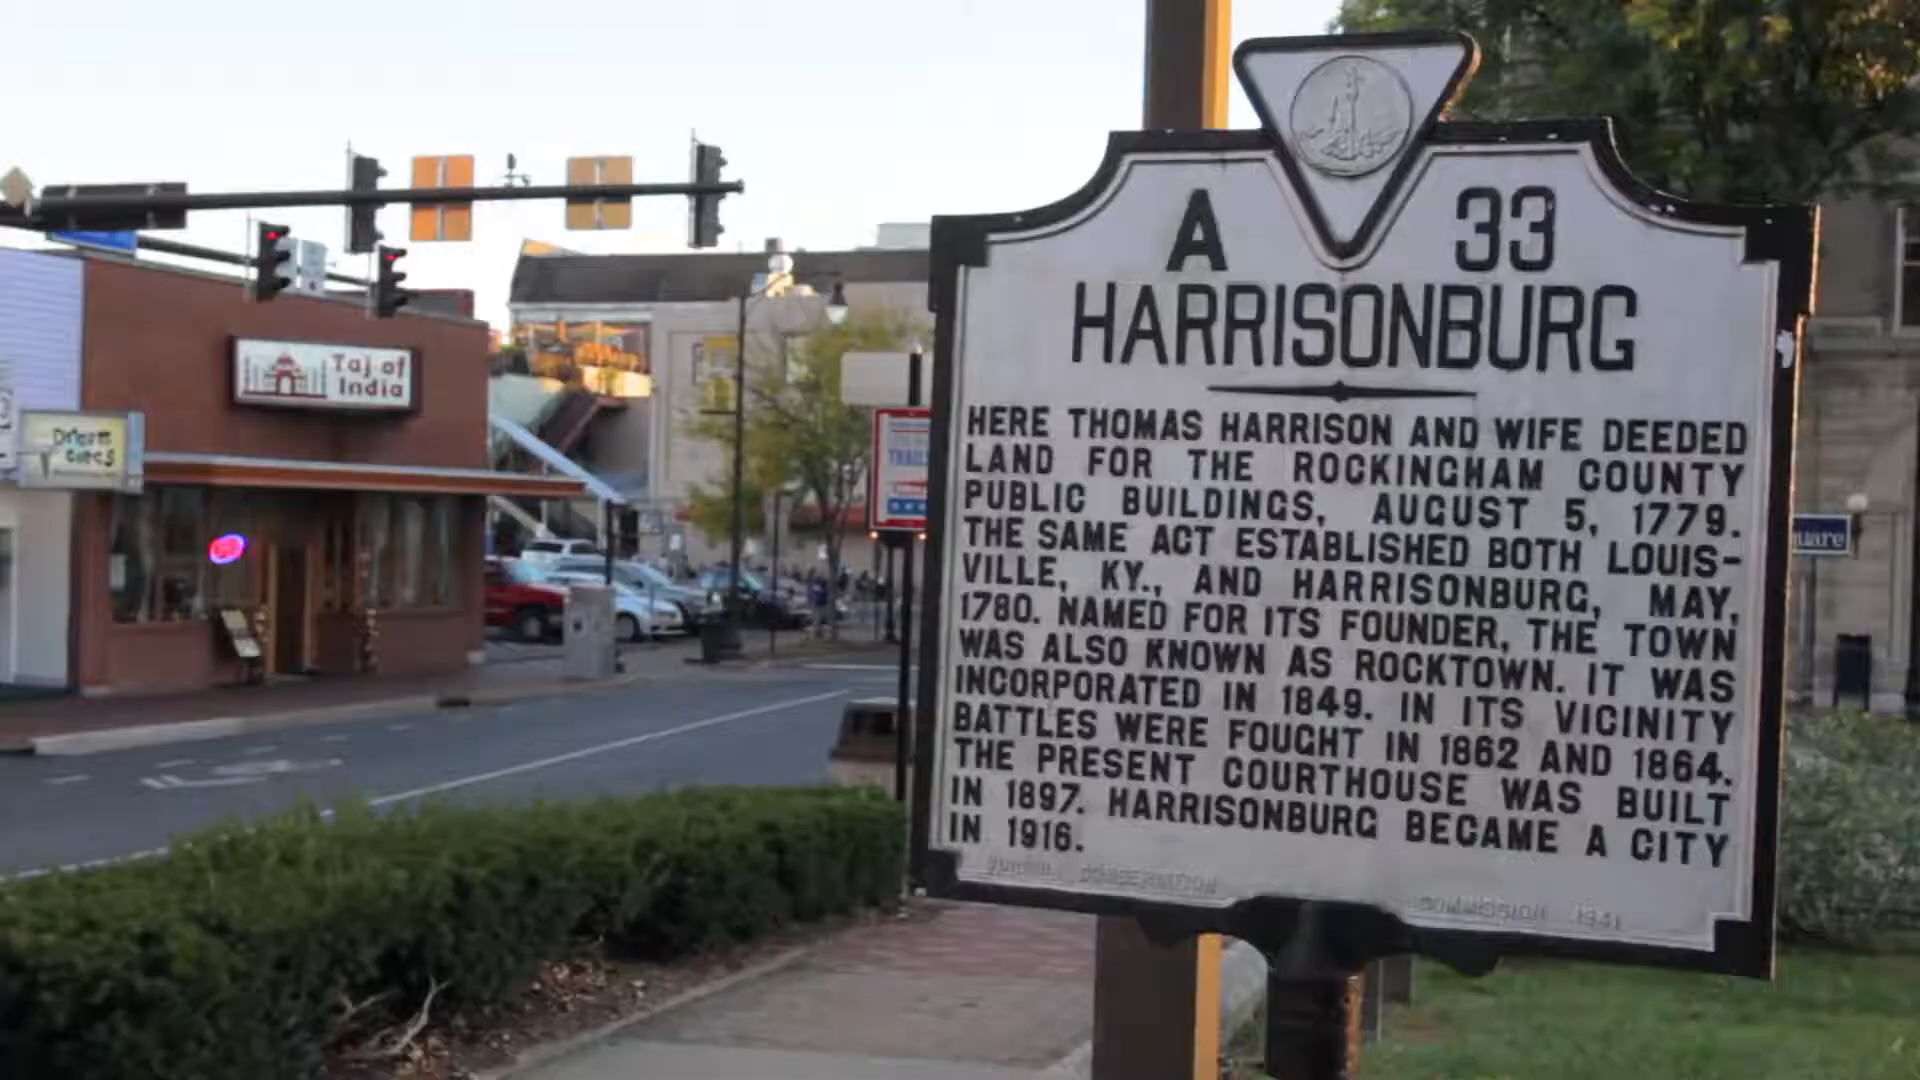 A 33
HARRISONBURG
HERE THOMAS HARRISON AND WIFE DEEDED
LAND FOR THE ROCKINGHAM COUNTY
PUBLIC BUILDINGS, AUGUST 5, 1779.
THE SAME ACT ESTABLISHED BOTH LOUIS-
VILLE, KY., AND HARRISONBURG, MAY,
1780. NAMED FOR ITS FOUNDER, THE TOWN
WAS ALSO KNOWN AS ROCKTOWN. IT WAS
INCORPORATED IN 1849. IN ITS VICINITY
BATTLES WERE FOUGHT IN 1862 AND 1864.
THE PRESENT COURTHOUSE WAS BUILT
IN 1897. HARRISONBURG BECAME A CITY
IN 1916.
CONSERVATION COMMISSION 1941
Taj of
India
TRAIL
uare